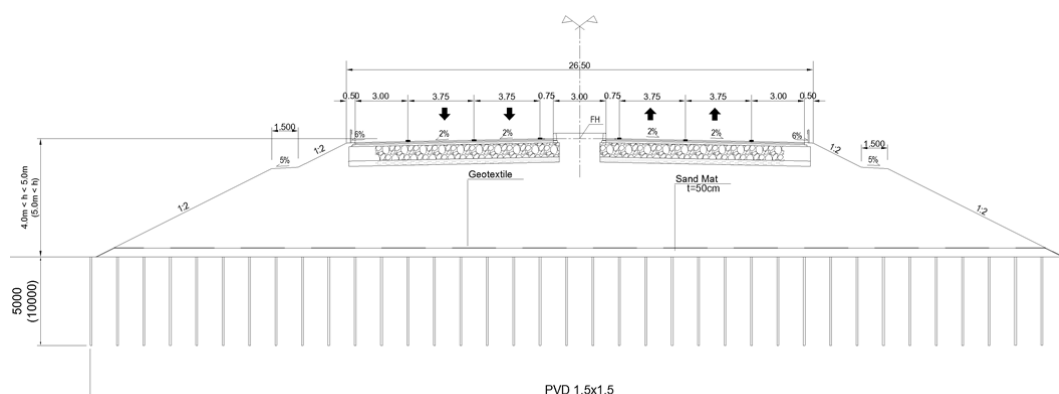 26.50
0.50 3.00 3.75 3.75 0.75 3.00 0.75 3.75 3.75 3.00 0.50
FH
1.500 6% 2% 2% 2% 2% 6% 1.500
5% 1:2 1:2 5%
Geotextile
Sand Mat
t=50cm
1:2 1:2
4.0m < h < 5.0m
(5.0m < h)
5000
(10000)
PVD 1.5x1.5